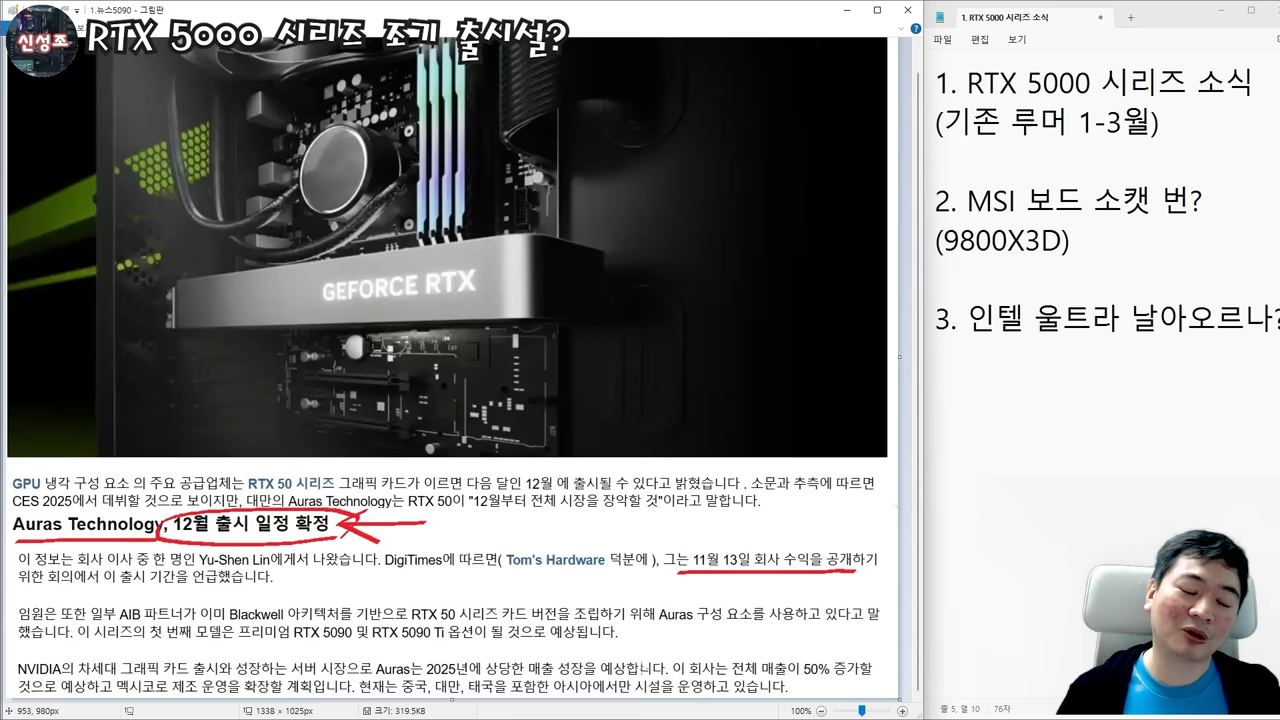 1.뉴스5090 - 그림판
신성조
RTX 5000 시리즈 조기 출시설?
GEFORCE RTX
GPU 냉각 구성 요소 의 주요 공급업체는 RTX 50 시리즈 그래픽 카드가 이르면 다음 달인 12월 에 출시될 수 있다고 밝혔습니다 . 소문과 추측에 따르면
CES 2025에서 데뷔할 것으로 보이지만, 대만의 Auras Technology는 RTX 50이 "12월부터 전체 시장을 장악할 것"이라고 말합니다.
Auras Technology, 12월 출시 일정 확정
이 정보는 회사 이사 중 한 명인 Yu-Shen Lin에게서 나왔습니다. DigiTimes에 따르면( Tom's Hardware 덕분에 ), 그는 11월 13일 회사 수익을 공개하기
위한 회의에서 이 출시 기간을 언급했습니다.
임원은 또한 일부 AIB 파트너가 이미 Blackwell 아키텍처를 기반으로 RTX 50 시리즈 카드 버전을 조립하기 위해 Auras 구성 요소를 사용하고 있다고 말
했습니다. 이 시리즈의 첫 번째 모델은 프리미엄 RTX 5090 및 RTX 5090 Ti 옵션이 될 것으로 예상됩니다.
NVIDIA의 차세대 그래픽 카드 출시와 성장하는 서버 시장으로 Auras는 2025년에 상당한 매출 성장을 예상합니다. 이 회사는 전체 매출이 50% 증가할
것으로 예상하고 멕시코로 제조 운영을 확장할 계획입니다. 현재는 중국, 대만, 태국을 포함한 아시아에서만 시설을 운영하고 있습니다.
953, 980px
1338 × 1025px
크기: 319.5KB
100%
1. RTX 5000 시리즈 소식
파일 편집 보기
1. RTX 5000 시리즈 소식
(기존 루머 1-3월)
2. MSI 보드 소캣 번?
(9800X3D)
3. 인텔 울트라 날아오르나?
줄 5, 열 10
76자